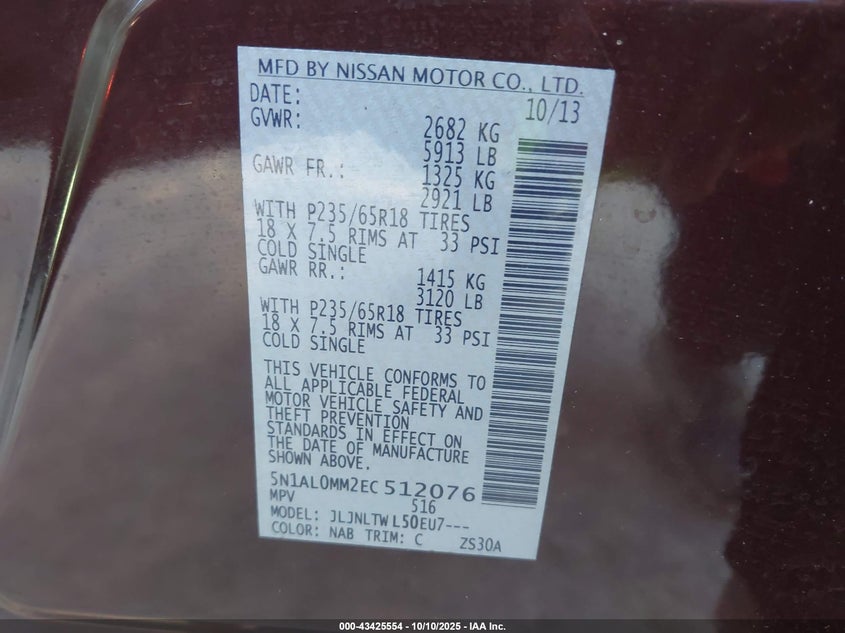 MFD BY NISSAN MOTOR CO., LTD.
DATE: 10/13
GVWR: 2682 KG
5913 LB
GAWR FR.: 1325 KG
2921 LB
WITH P235/65R18 TIRES
18 X 7.5 RIMS AT 33 PSI
COLD SINGLE
GAWR RR.: 1415 KG
3120 LB
WITH P235/65R18 TIRES
18 X 7.5 RIMS AT 33 PSI
COLD SINGLE
THIS VEHICLE CONFORMS TO
ALL APPLICABLE FEDERAL
MOTOR VEHICLE SAFETY AND
THEFT PREVENTION
STANDARDS IN EFFECT ON
THE DATE OF MANUFACTURE
SHOWN ABOVE.
5N1AL0MM2EC512076
MPV 516
MODEL: JLJNLTWL50EU7---
COLOR: NAB TRIM: C ZS30A
000-43425554 | 10/10/2025 - IAA Inc.